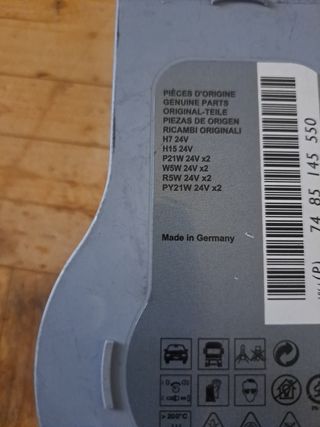 PIÈCES D'ORIGINE
GENUINE PARTS
ORIGINAL-TEILE
PIEZAS DE ORIGEN
RICAMBI ORIGINALI
H7 24V
H15 24V
P21W 24V x2
W5W 24V x2
R5W 24V x2
PY21W 24V x2
Made in Germany
(P) 74 85 145 550
> 200°C